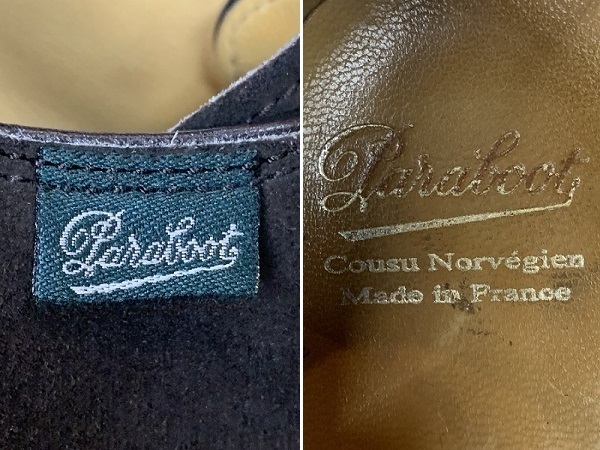 Paraboot
Paraboot
Cousu Norvégien
Made in France